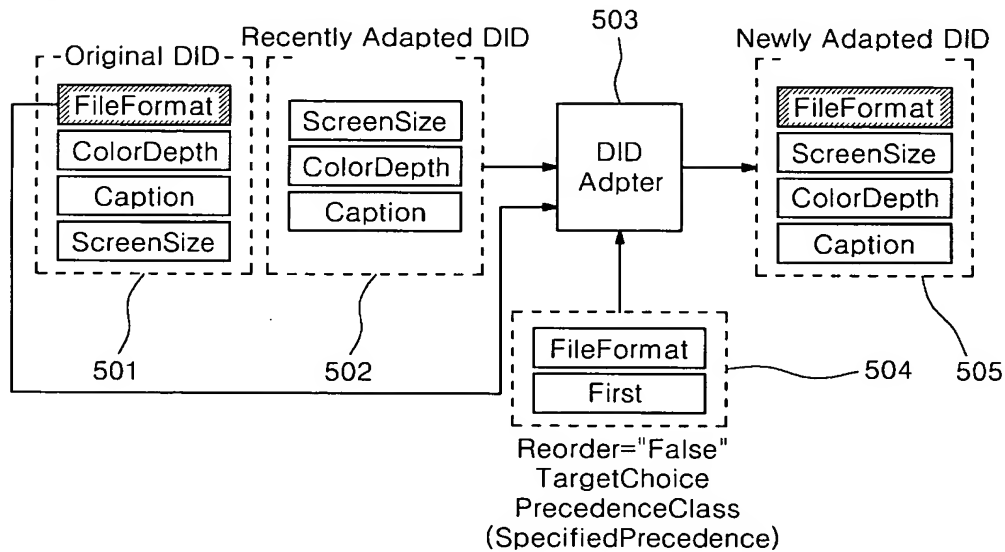 Original DID
FileFormat
ColorDepth
Caption
ScreenSize
501
Recently Adapted DID
ScreenSize
ColorDepth
Caption
502
503
DID
Adpter
FileFormat
First
504
Reorder="False"
TargetChoice
PrecedenceClass
(SpecifiedPrecedence)
Newly Adapted DID
FileFormat
ScreenSize
ColorDepth
Caption
505